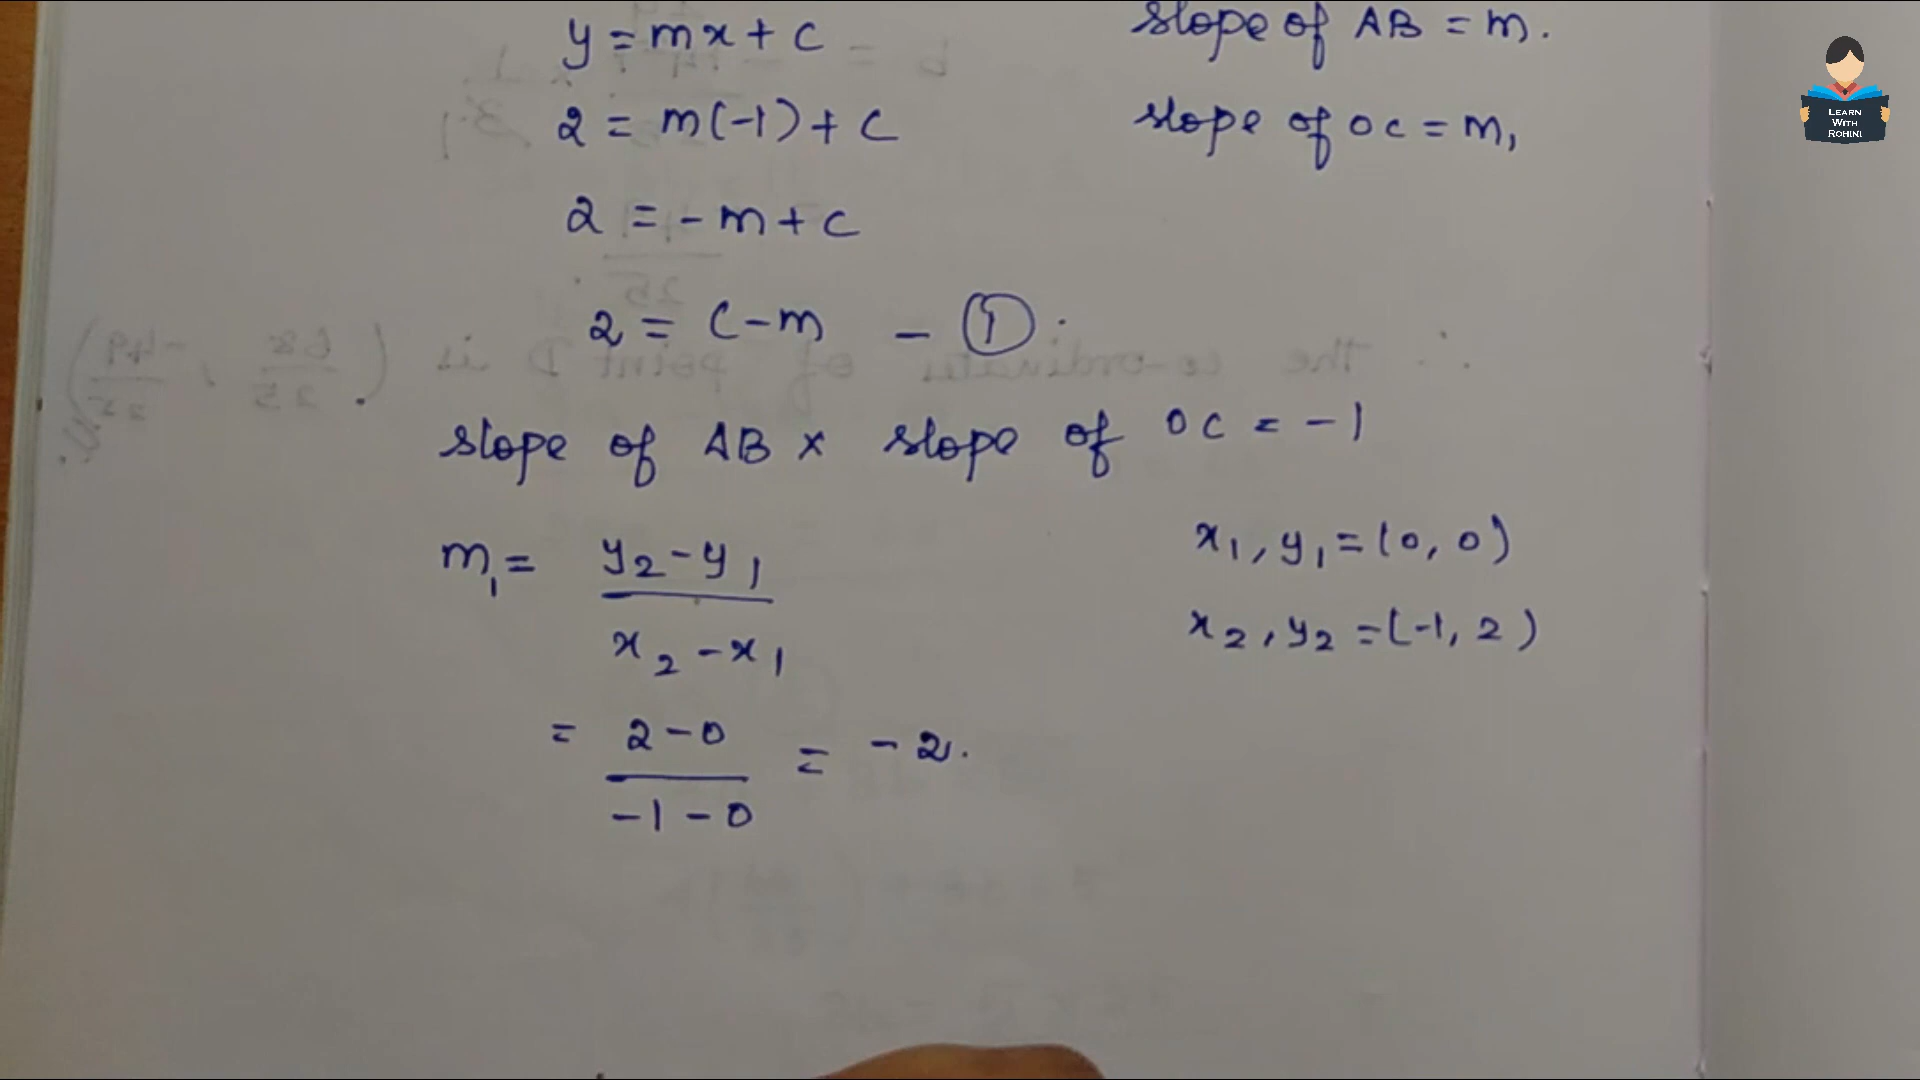 y = mx + c
slope of AB = m.
2 = m(-1) + c
slope of OC = m₁
2 = -m + c
2 = c - m - ①.
slope of AB × slope of OC = -1
m₁ = (y₂ - y₁) / (x₂ - x₁)
x₁, y₁ = (0, 0)
x₂, y₂ = (-1, 2)
= (2 - 0) / (-1 - 0) = -2.
LEARN
WITH
ROHINI